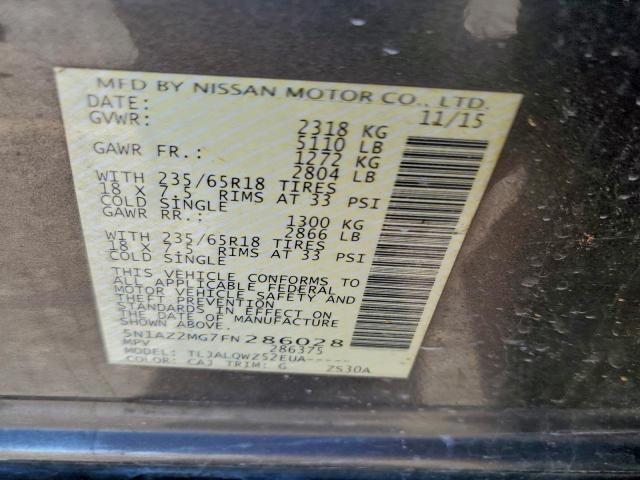 MFD BY NISSAN MOTOR CO., LTD.
DATE: 11/15
GVWR: 2318 KG
5110 LB
GAWR FR.: 1272 KG
2804 LB
WITH 235/65R18 TIRES
18 X 7.5 RIMS AT 33 PSI
COLD SINGLE
GAWR RR.: 1300 KG
2866 LB
WITH 235/65R18 TIRES
18 X 7.5 RIMS AT 33 PSI
COLD SINGLE
THIS VEHICLE CONFORMS TO
ALL APPLICABLE FEDERAL
MOTOR VEHICLE SAFETY AND
THEFT PREVENTION
STANDARDS IN EFFECT ON
THE DATE OF MANUFACTURE
SHOWN ABOVE.
5N1AZ2MG7FN286028
MPV 286375
MODEL: TLJALQWZ52EUA-----
COLOR: CAJ TRIM: G ZS30A